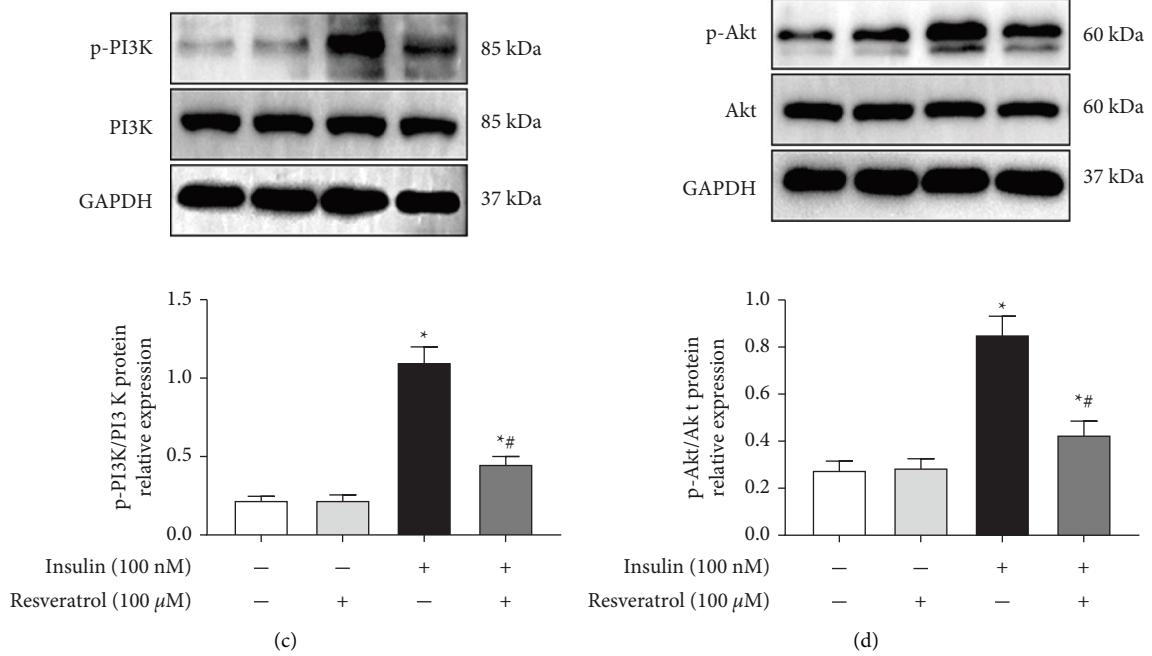 p-PI3K
85 kDa
PI3K
85 kDa
GAPDH
37 kDa
p-PI3K/PI3 K protein
relative expression
1.5
1.0
0.5
0.0
*
*#
Insulin (100 nM)
— — + +
Resveratrol (100 μM)
— + — +
(c)
p-Akt
60 kDa
Akt
60 kDa
GAPDH
37 kDa
p-Akt/Ak t protein
relative expression
1.0
0.8
0.6
0.4
0.2
0.0
*
*#
Insulin (100 nM)
— — + +
Resveratrol (100 μM)
— + — +
(d)